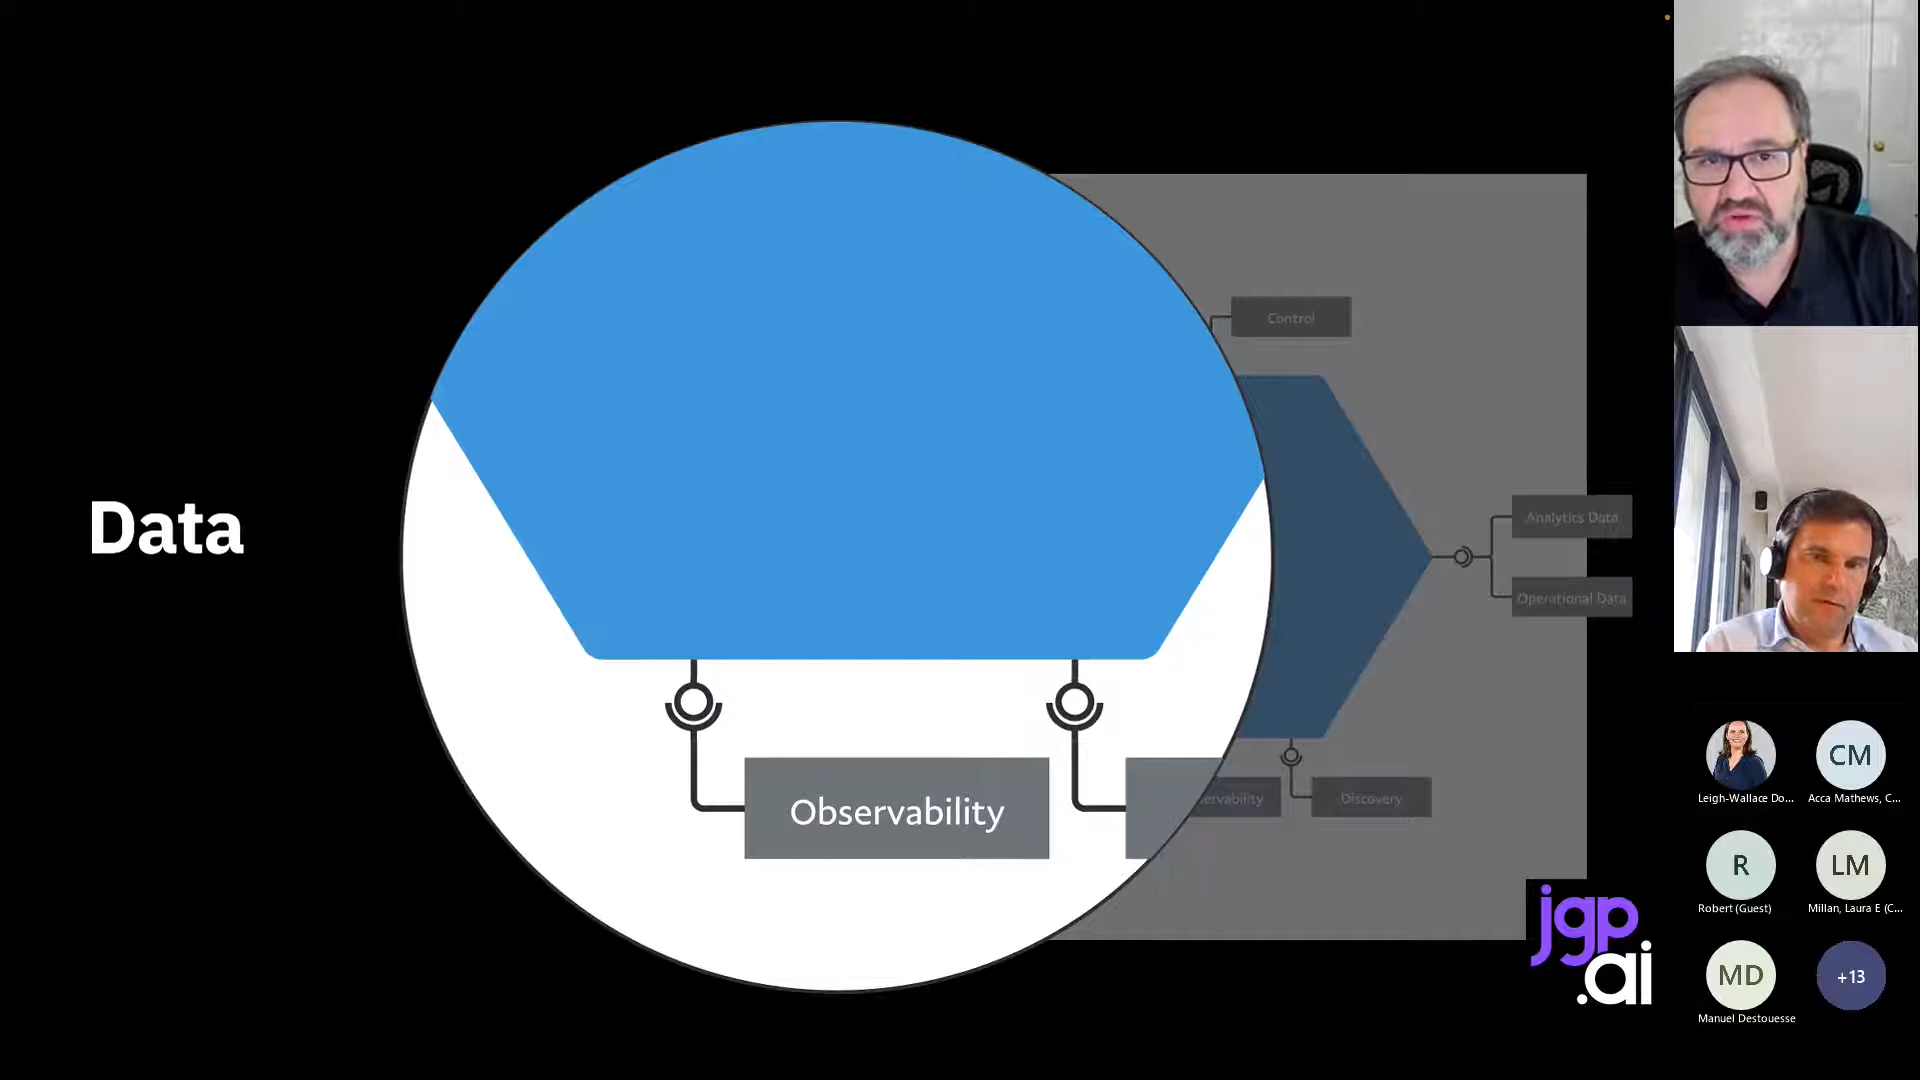 Data
Control
Analytics Data
Operational Data
Observability
ervability
Discovery
jgp
.ai
CM
Leigh-Wallace Do...
Acca Mathews, C...
R
LM
Robert (Guest)
Millan, Laura E (C...
MD
+13
Manuel Destouesse